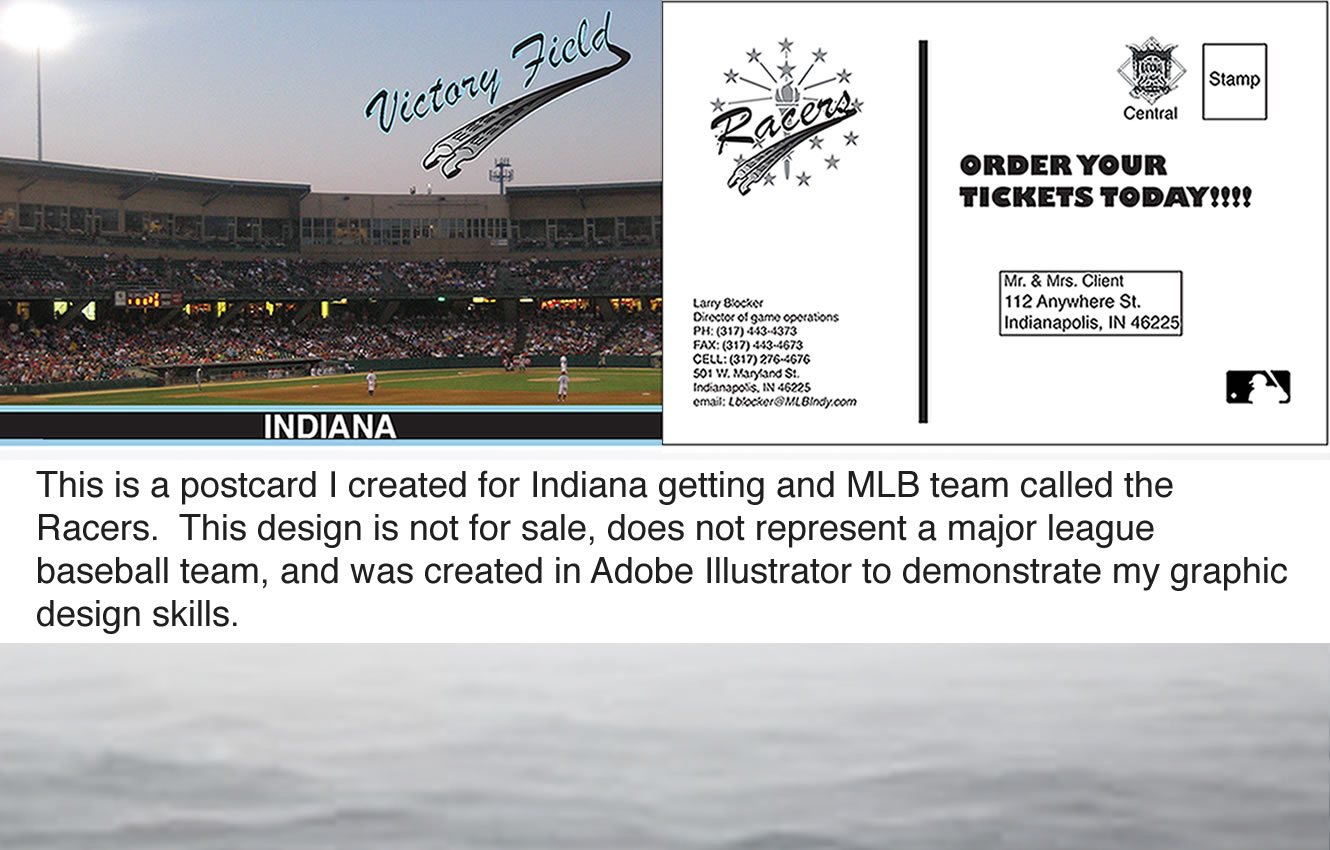 Victory Field
INDIANA
Racers
Larry Blocker
Director of game operations
PH: (317) 443-4373
FAX: (317) 443-4673
CELL: (317) 276-4676
501 W. Maryland St.
Indianapolis, IN 46225
email: Lblocker@MLBIndy.com
Central
Stamp
ORDER YOUR
TICKETS TODAY!!!!
Mr. & Mrs. Client
112 Anywhere St.
Indianapolis, IN 46225
This is a postcard I created for Indiana getting and MLB team called the
Racers.  This design is not for sale, does not represent a major league
baseball team, and was created in Adobe Illustrator to demonstrate my graphic
design skills.